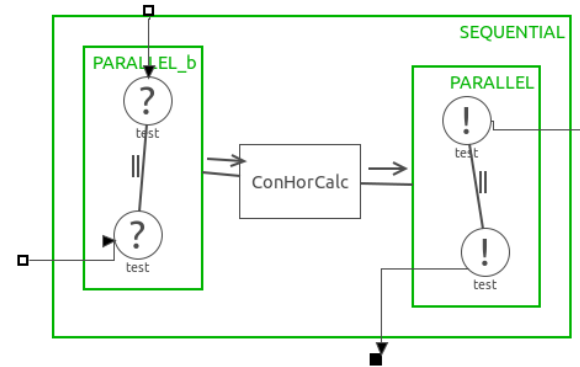 SEQUENTIAL
PARALLEL_b
PARALLEL
?
!
test
test
||
||
ConHorCalc
?
!
test
test